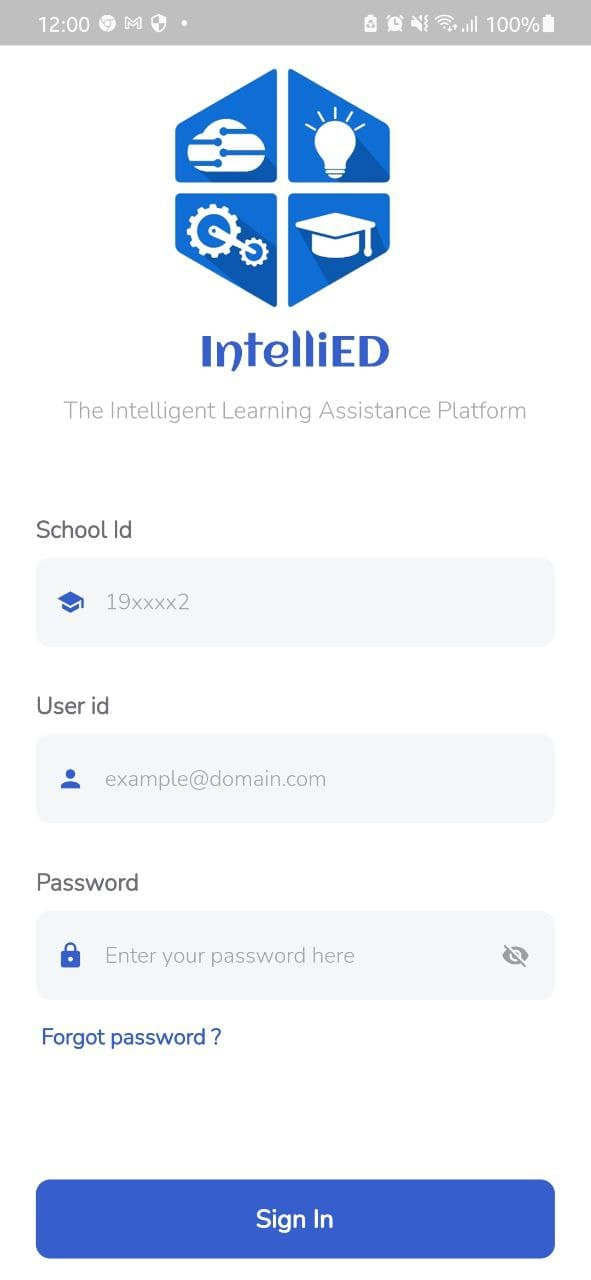 12:00 100%
IntelliED
The Intelligent Learning Assistance Platform
School Id
19xxxx2
User id
example@domain.com
Password
Enter your password here
Forgot password ?
Sign In